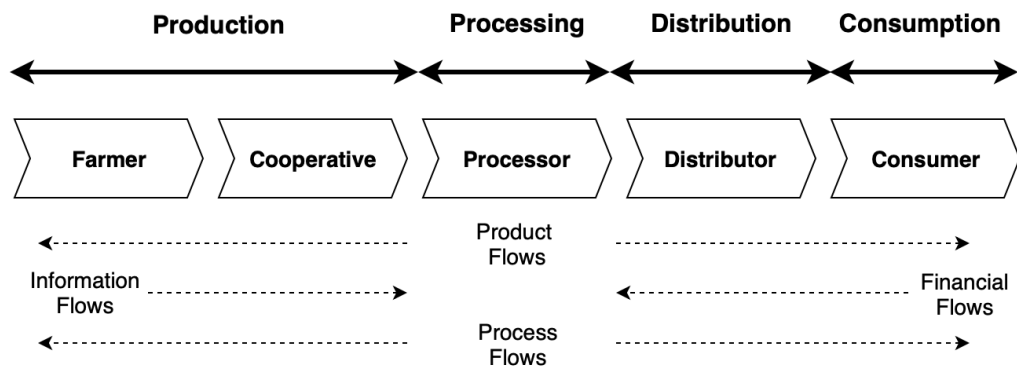 Production
Processing
Distribution
Consumption
Farmer
Cooperative
Processor
Distributor
Consumer
Product
Flows
Information
Flows
Financial
Flows
Process
Flows